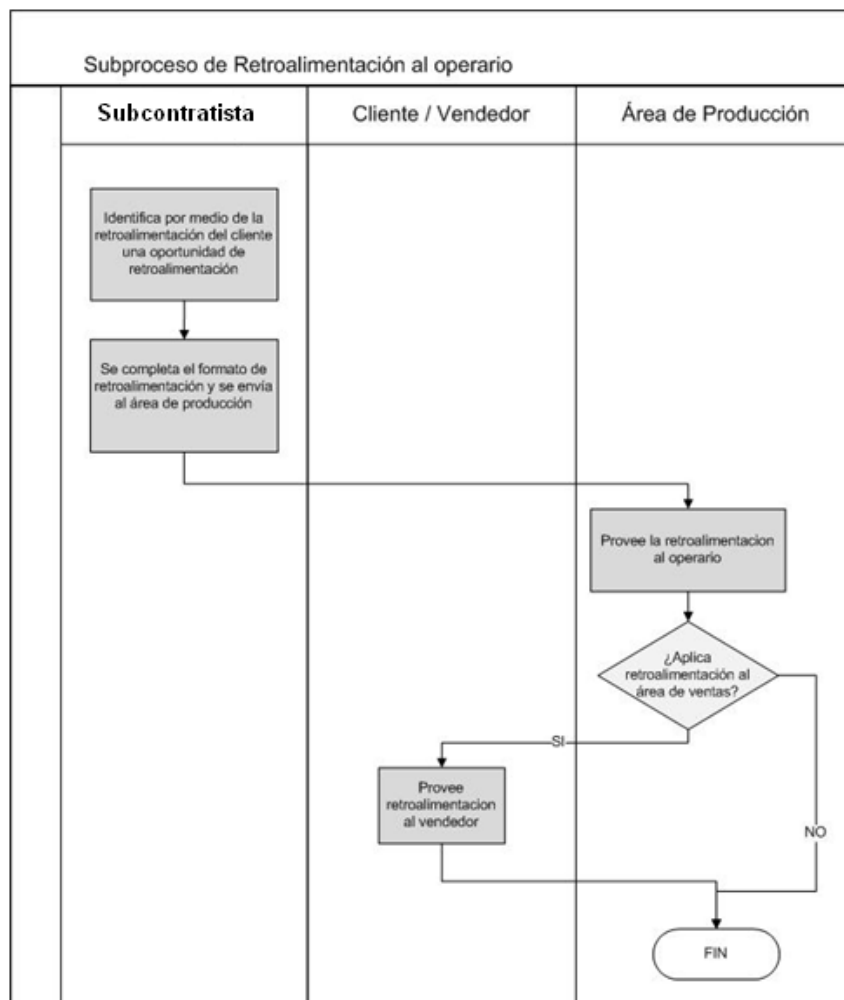 Subproceso de Retroalimentación al operario
Subcontratista
Cliente / Vendedor
Área de Producción
Identifica por medio de la
retroalimentación del cliente
una oportunidad de
retroalimentación
Se completa el formato de
retroalimentación y se envía
al área de producción
Provee la retroalimentacion
al operario
¿Aplica
retroalimentación al
área de ventas?
SI
Provee
retroalimentacion
al vendedor
NO
FIN